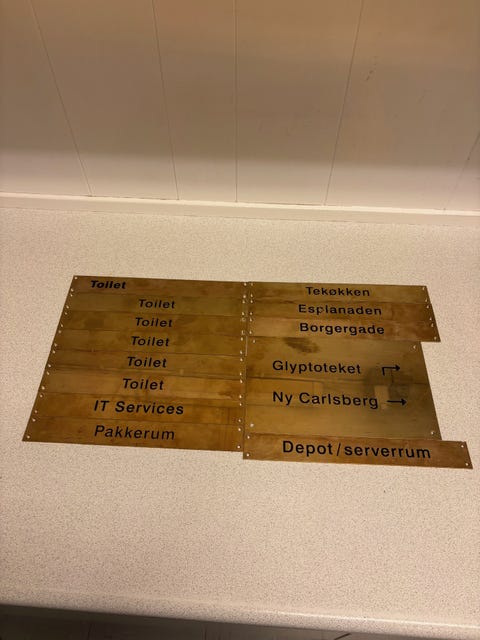 Toilet
Toilet
Toilet
Toilet
Toilet
Toilet
IT Services
Pakkerum
Tekøkken
Esplanaden
Borgergade
Glyptoteket
Ny Carlsberg →
Depot/serverrum